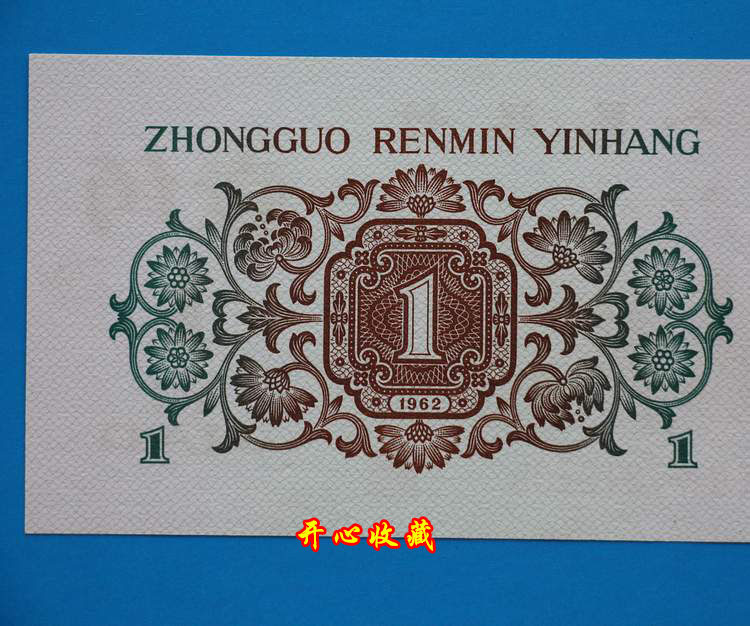 ZHONGGUO RENMIN YINHANG
1
1962
1 1
开心收藏